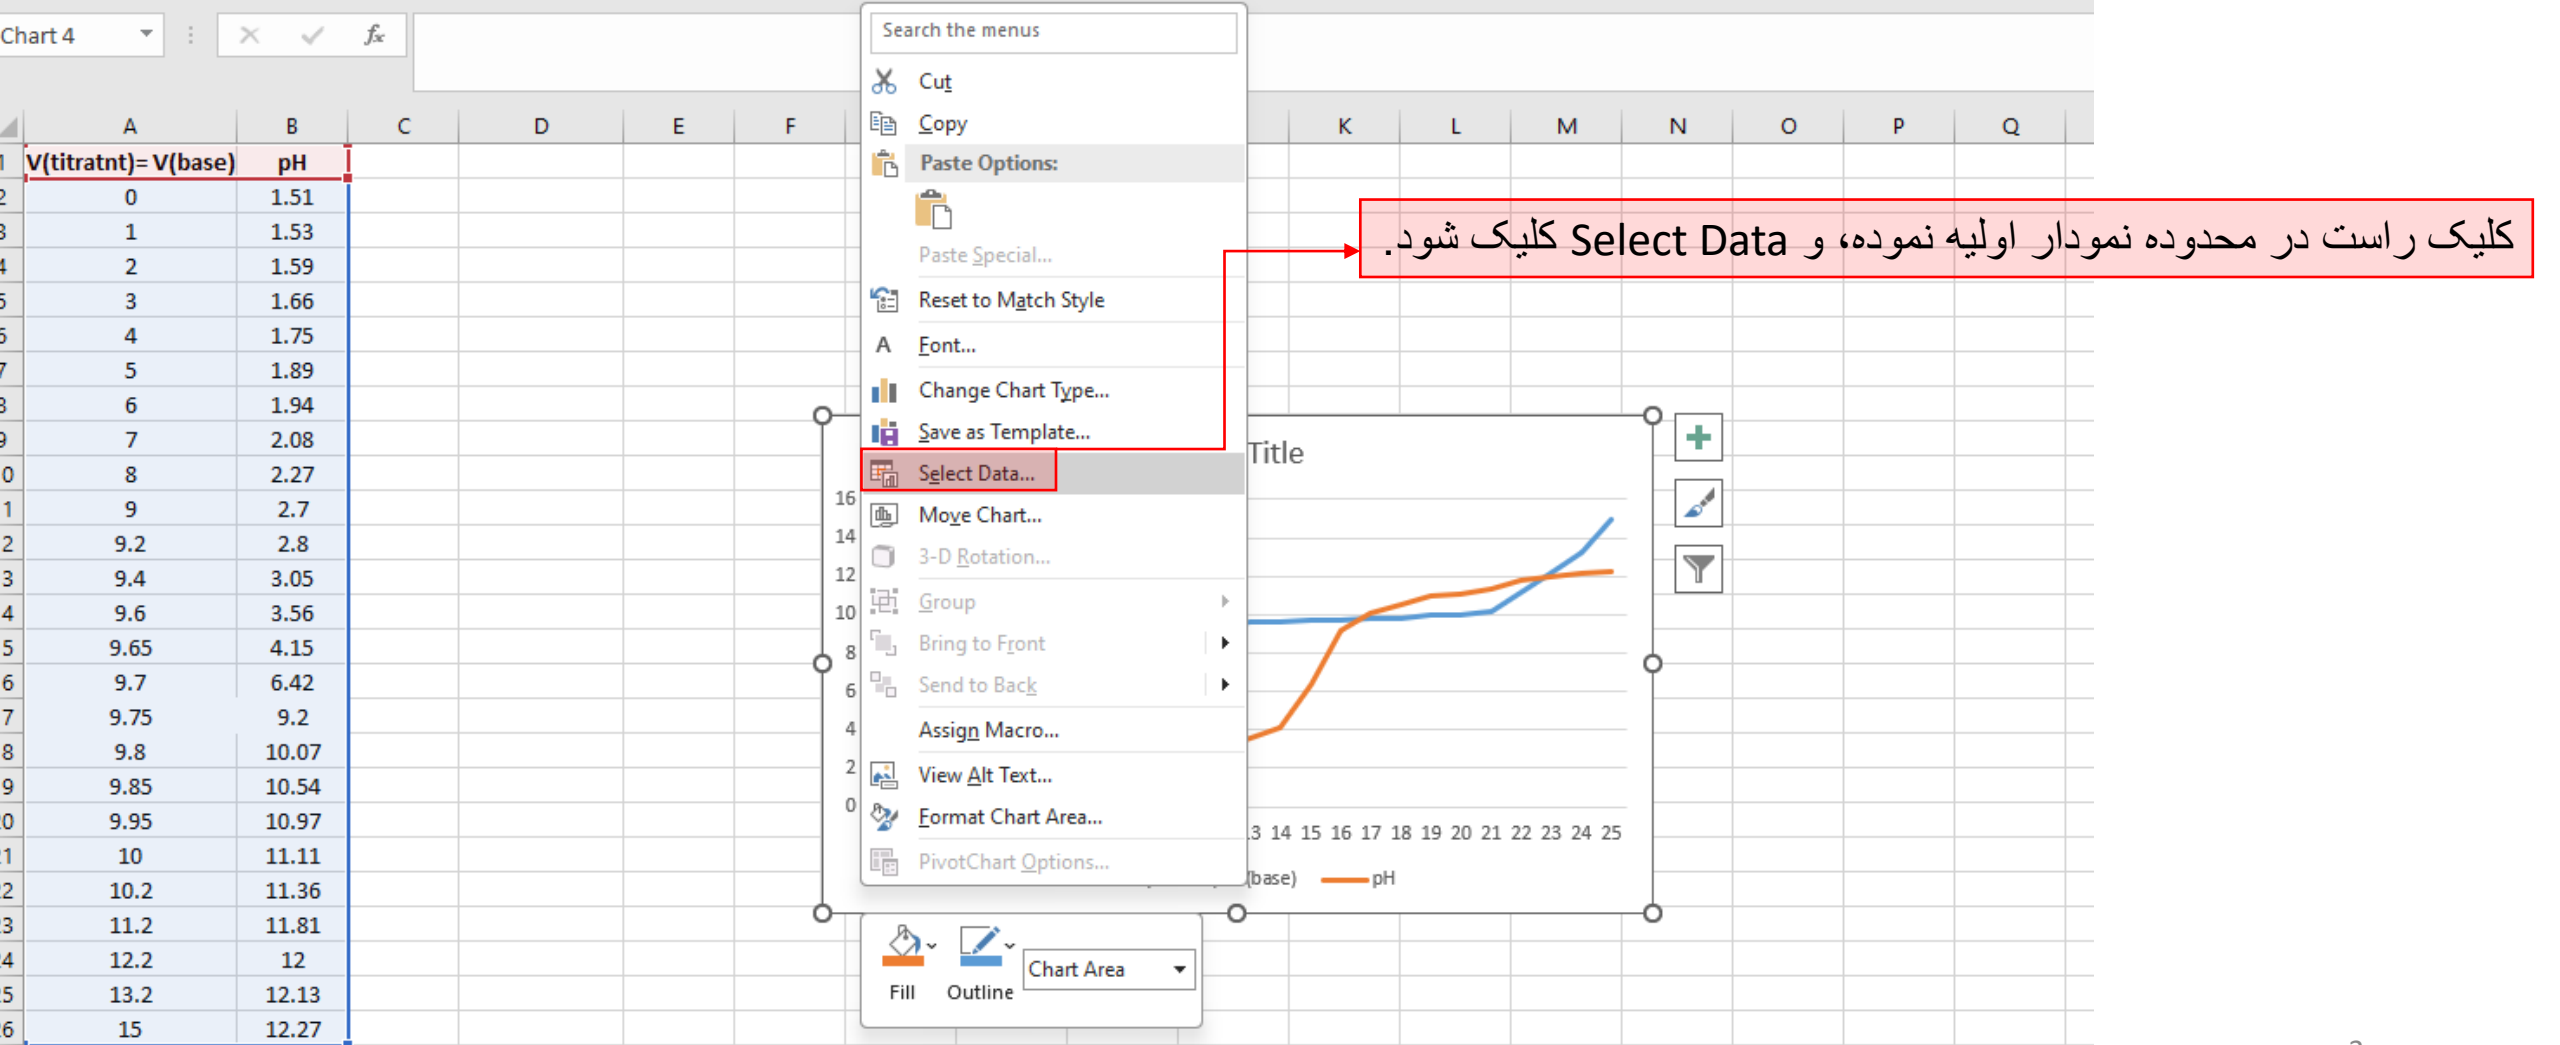 Chart 4
fx
Search the menus
Cut
Copy
Paste Options:
Paste Special...
Reset to Match Style
A Font...
Change Chart Type...
Save as Template...
Select Data...
Move Chart...
3-D Rotation...
Group
Bring to Front
Send to Back
Assign Macro...
View Alt Text...
Format Chart Area...
PivotChart Options...
Fill Outline Chart Area
A B C D E F K L M N O P Q
V(titratnt)= V(base) pH
0 1.51
1 1.53
2 1.59
3 1.66
4 1.75
5 1.89
6 1.94
7 2.08
8 2.27
9 2.7
9.2 2.8
9.4 3.05
9.6 3.56
9.65 4.15
9.7 6.42
9.75 9.2
9.8 10.07
9.85 10.54
9.95 10.97
10 11.11
10.2 11.36
11.2 11.81
12.2 12
13.2 12.13
15 12.27
کلیک راست در محدوده نمودار اولیه نموده، و Select Data کلیک شود.
Title
16
14
12
10
8
6
4
2
0
14 15 16 17 18 19 20 21 22 23 24 25
(base) pH